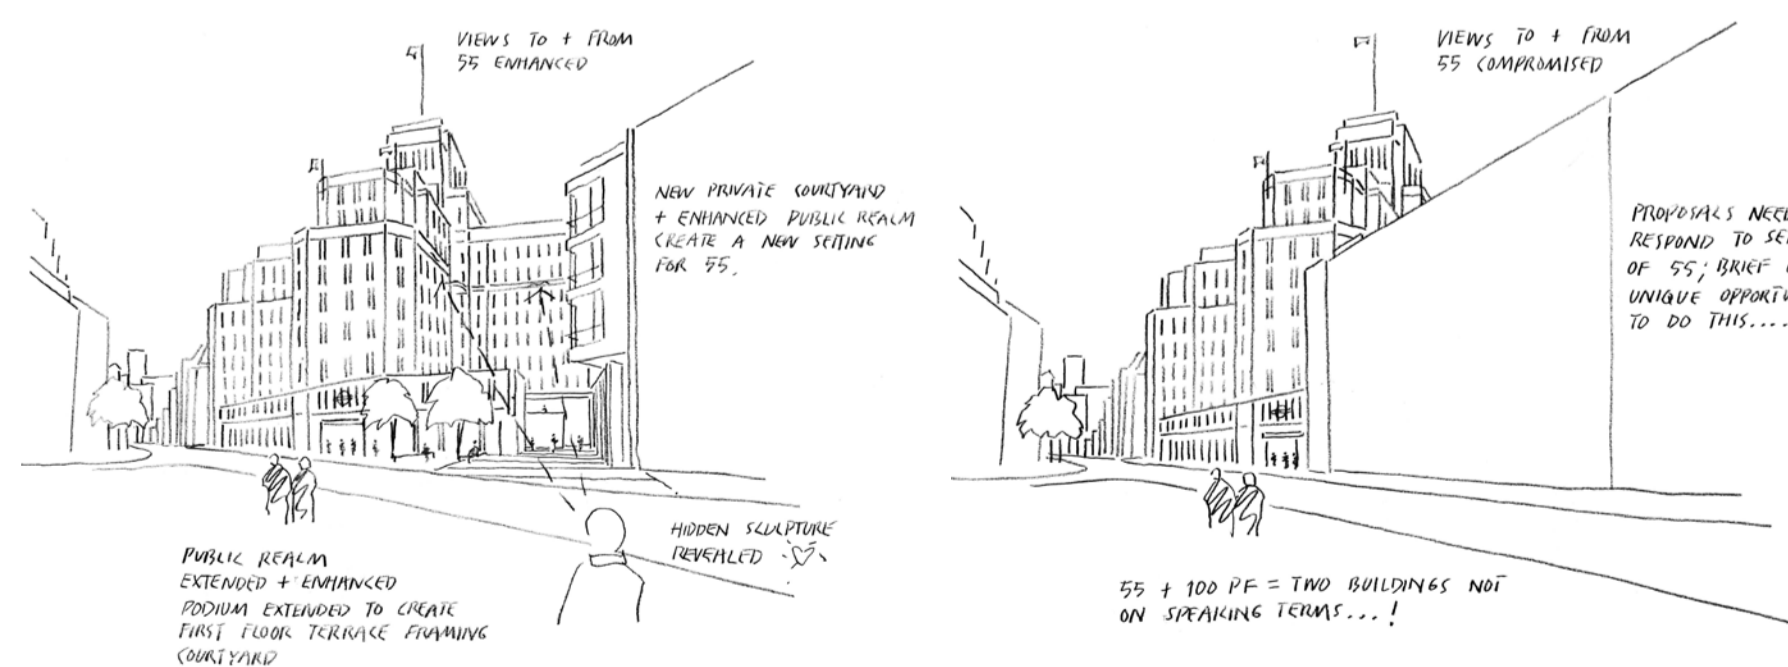 VIEWS TO + FROM
55 ENHANCED
NEW PRIVATE COURTYARD
+ ENHANCED PUBLIC REALM
CREATE A NEW SETTING
FOR 55.
HIDDEN SCULPTURE
REVEALED
PUBLIC REALM
EXTENDED + ENHANCED
PODIUM EXTENDED TO CREATE
FIRST FLOOR TERRACE FRAMING
COURTYARD
VIEWS TO + FROM
55 COMPROMISED
PROPOSALS
RESPOND TO
OF 55; BRIEF
UNIQUE
TO DO THIS....
55 + 100 PF = TWO BUILDINGS NOT
ON SPEAKING TERMS...!